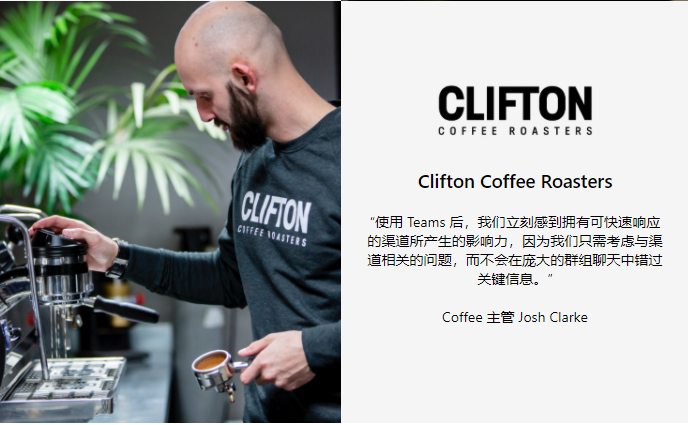 CLIFTON
COFFEE ROASTERS
CLIFTON
COFFEE ROASTERS
Clifton Coffee Roasters
“使用 Teams 后，我们立刻感到拥有可快速响应
的渠道所产生的影响力，因为我们只需考虑与渠
道相关的问题，而不会在庞大的群组聊天中错过
关键信息。”
Coffee 主管 Josh Clarke